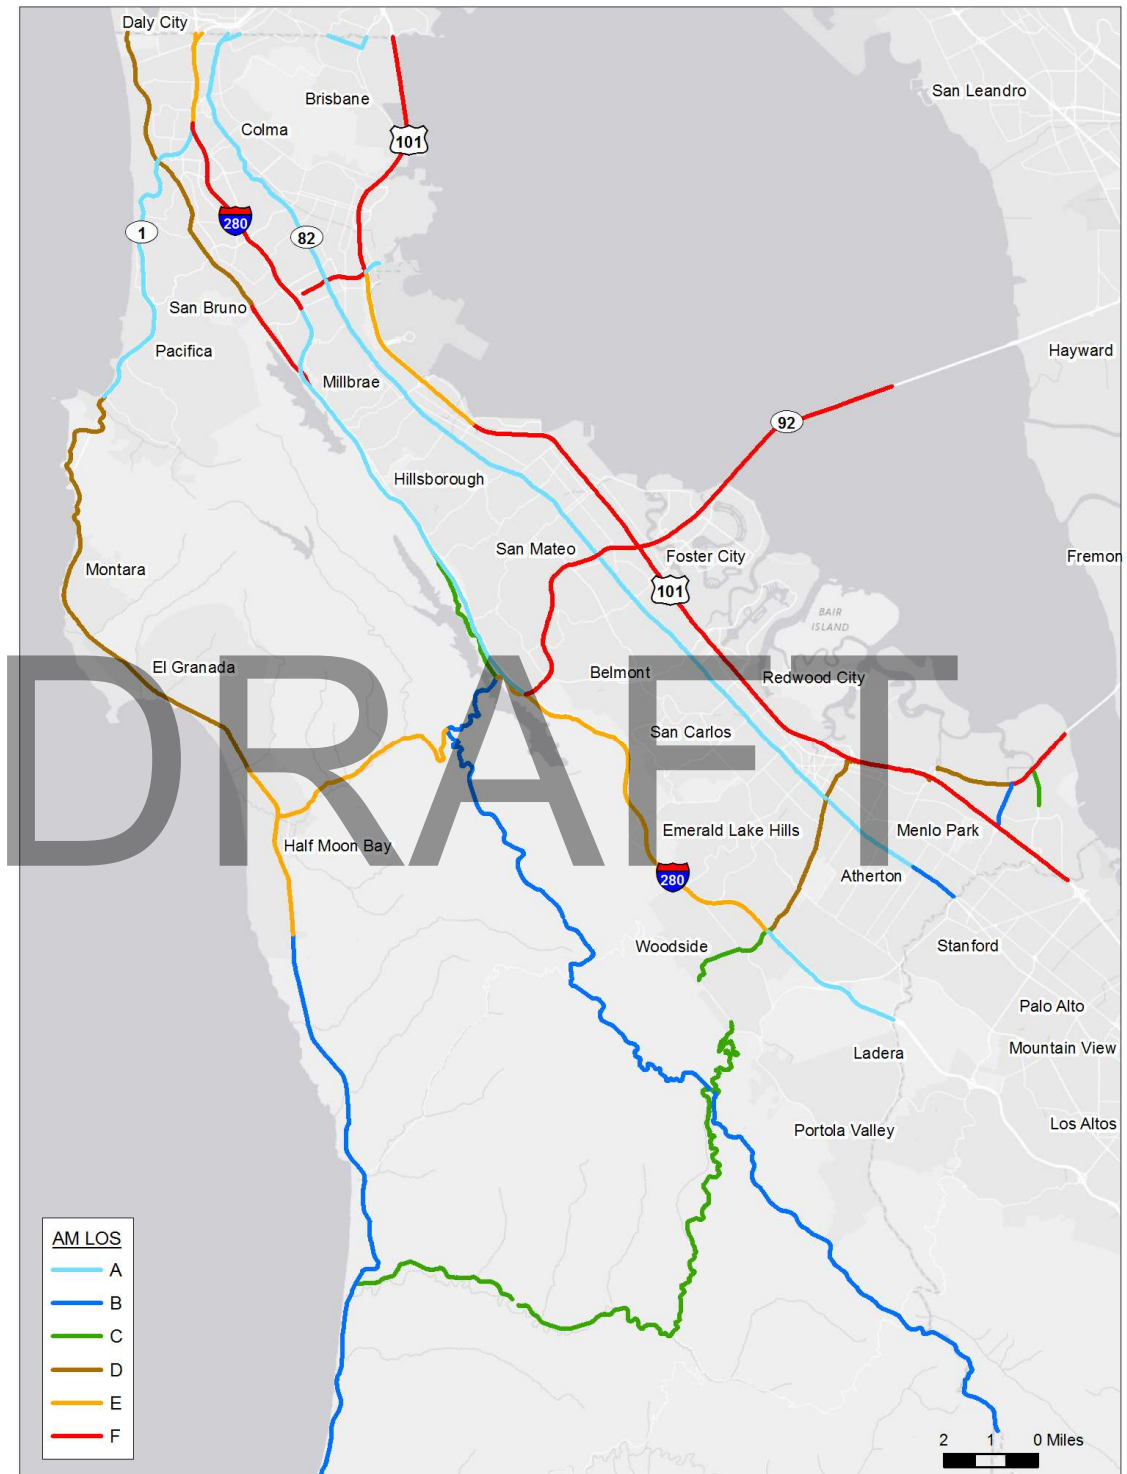 Daly City
San Leandro
Brisbane
Colma
101
280
82
1
San Bruno
Pacifica
Hayward
Millbrae
92
Hillsborough
San Mateo
Foster City
Fremon
Montara
101
BAIR
ISLAND
El Granada
Belmont
Redwood City
DRAFT
San Carlos
Emerald Lake Hills
Menlo Park
Half Moon Bay
280
Atherton
Woodside
Stanford
Palo Alto
Ladera
Mountain View
Portola Valley
Los Altos
AM LOS
A
B
C
D
E
F
2 1 0 Miles